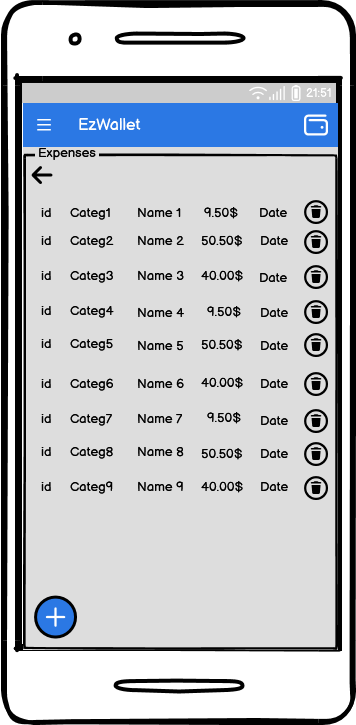 21:51
EzWallet
Expenses
id Categ1 Name 1 9.50$ Date
id Categ2 Name 2 50.50$ Date
id Categ3 Name 3 40.00$ Date
id Categ4 Name 4 9.50$ Date
id Categ5 Name 5 50.50$ Date
id Categ6 Name 6 40.00$ Date
id Categ7 Name 7 9.50$ Date
id Categ8 Name 8 50.50$ Date
id Categ9 Name 9 40.00$ Date